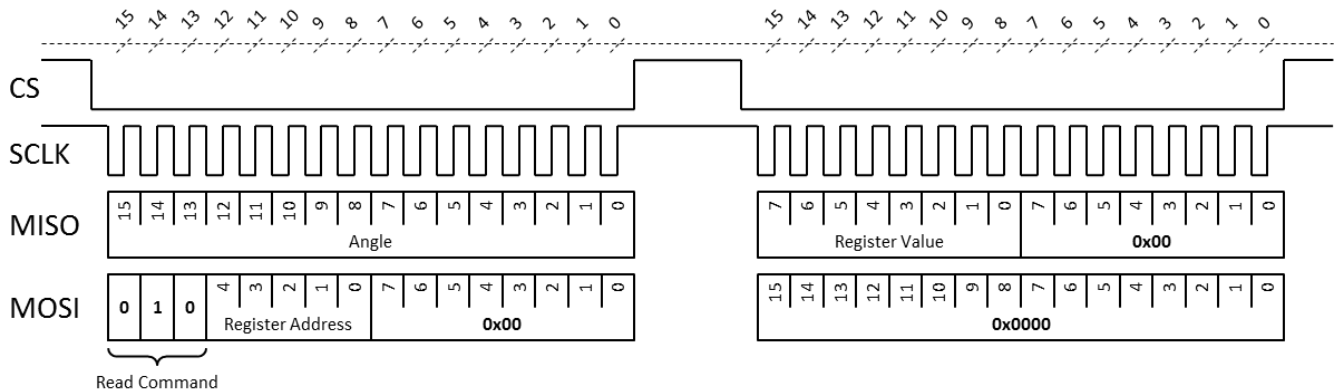 15 14 13 12 11 10 9 8 7 6 5 4 3 2 1 0 15 14 13 12 11 10 9 8 7 6 5 4 3 2 1 0
CS
SCLK
MISO 15 14 13 12 11 10 9 8 7 6 5 4 3 2 1 0 7 6 5 4 3 2 1 0 7 6 5 4 3 2 1 0
Angle Register Value 0x00
MOSI 0 1 0 4 3 2 1 0 7 6 5 4 3 2 1 0 15 14 13 12 11 10 9 8 7 6 5 4 3 2 1 0
Register Address 0x00 0x0000
Read Command